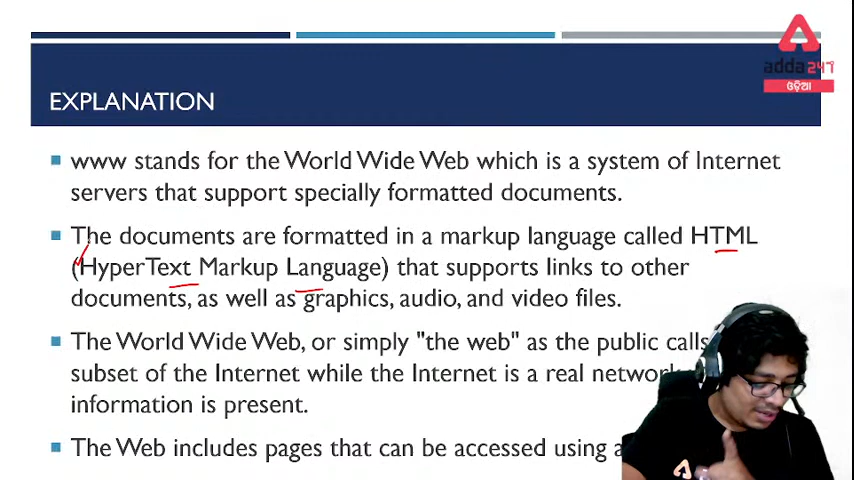 adda247
ଓଡ଼ିଆ
EXPLANATION
www stands for the World Wide Web which is a system of Internet
servers that support specially formatted documents.
The documents are formatted in a markup language called HTML
(HyperText Markup Language) that supports links to other
documents, as well as graphics, audio, and video files.
The World Wide Web, or simply "the web" as the public calls
subset of the Internet while the Internet is a real network
information is present.
The Web includes pages that can be accessed using a